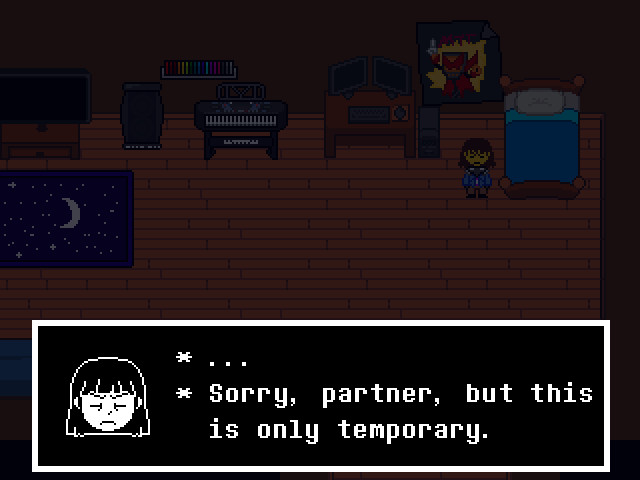 * ...
* Sorry, partner, but this
is only temporary.